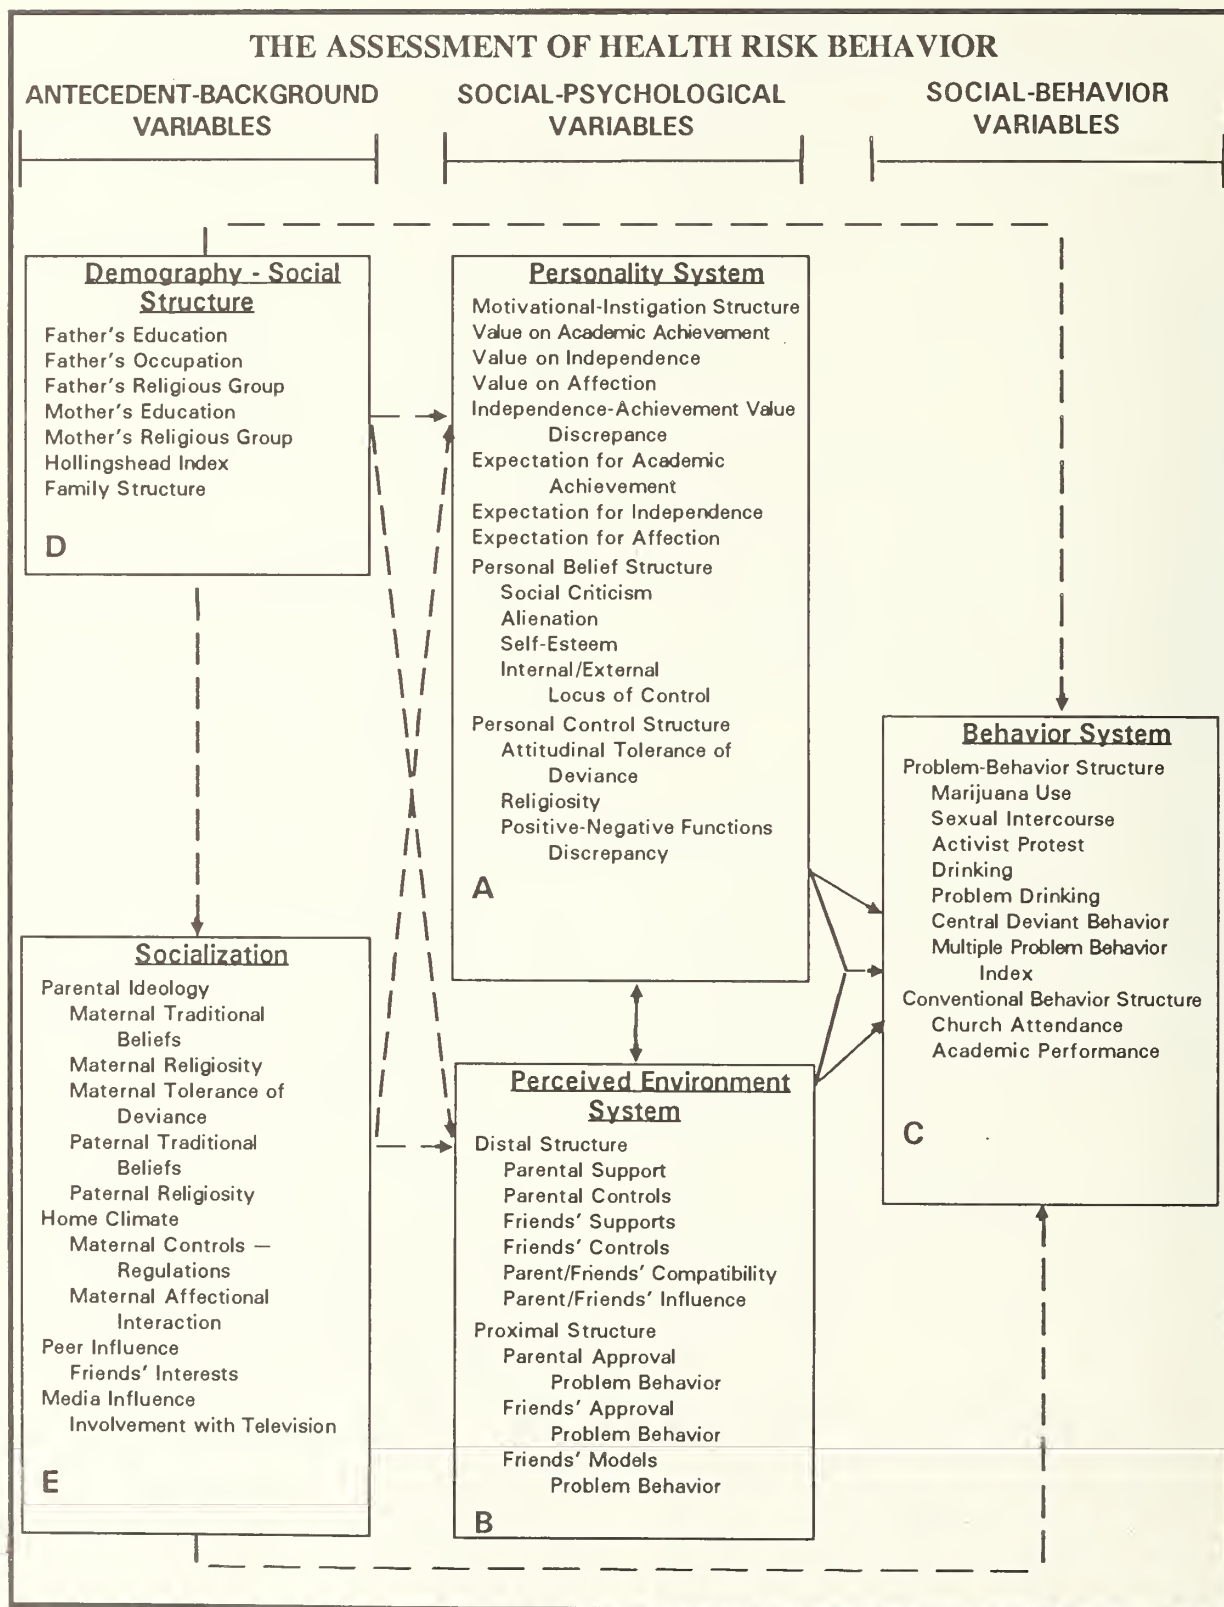 THE ASSESSMENT OF HEALTH RISK BEHAVIOR
ANTECEDENT-BACKGROUND
VARIABLES
SOCIAL-PSYCHOLOGICAL
VARIABLES
SOCIAL-BEHAVIOR
VARIABLES
Demography - Social
Structure
Father's Education
Father's Occupation
Father's Religious Group
Mother's Education
Mother's Religious Group
Hollingshead Index
Family Structure
D
Socialization
Parental Ideology
Maternal Traditional
Beliefs
Maternal Religiosity
Maternal Tolerance of
Deviance
Paternal Traditional
Beliefs
Paternal Religiosity
Home Climate
Maternal Controls —
Regulations
Maternal Affectional
Interaction
Peer Influence
Friends' Interests
Media Influence
Involvement with Television
E
Personality System
Motivational-Instigation Structure
Value on Academic Achievement
Value on Independence
Value on Affection
Independence-Achievement Value
Discrepance
Expectation for Academic
Achievement
Expectation for Independence
Expectation for Affection
Personal Belief Structure
Social Criticism
Alienation
Self-Esteem
Internal/External
Locus of Control
Personal Control Structure
Attitudinal Tolerance of
Deviance
Religiosity
Positive-Negative Functions
Discrepancy
A
Perceived Environment
System
Distal Structure
Parental Support
Parental Controls
Friends' Supports
Friends' Controls
Parent/Friends' Compatibility
Parent/Friends' Influence
Proximal Structure
Parental Approval
Problem Behavior
Friends' Approval
Problem Behavior
Friends' Models
Problem Behavior
B
Behavior System
Problem-Behavior Structure
Marijuana Use
Sexual Intercourse
Activist Protest
Drinking
Problem Drinking
Central Deviant Behavior
Multiple Problem Behavior
Index
Conventional Behavior Structure
Church Attendance
Academic Performance
C